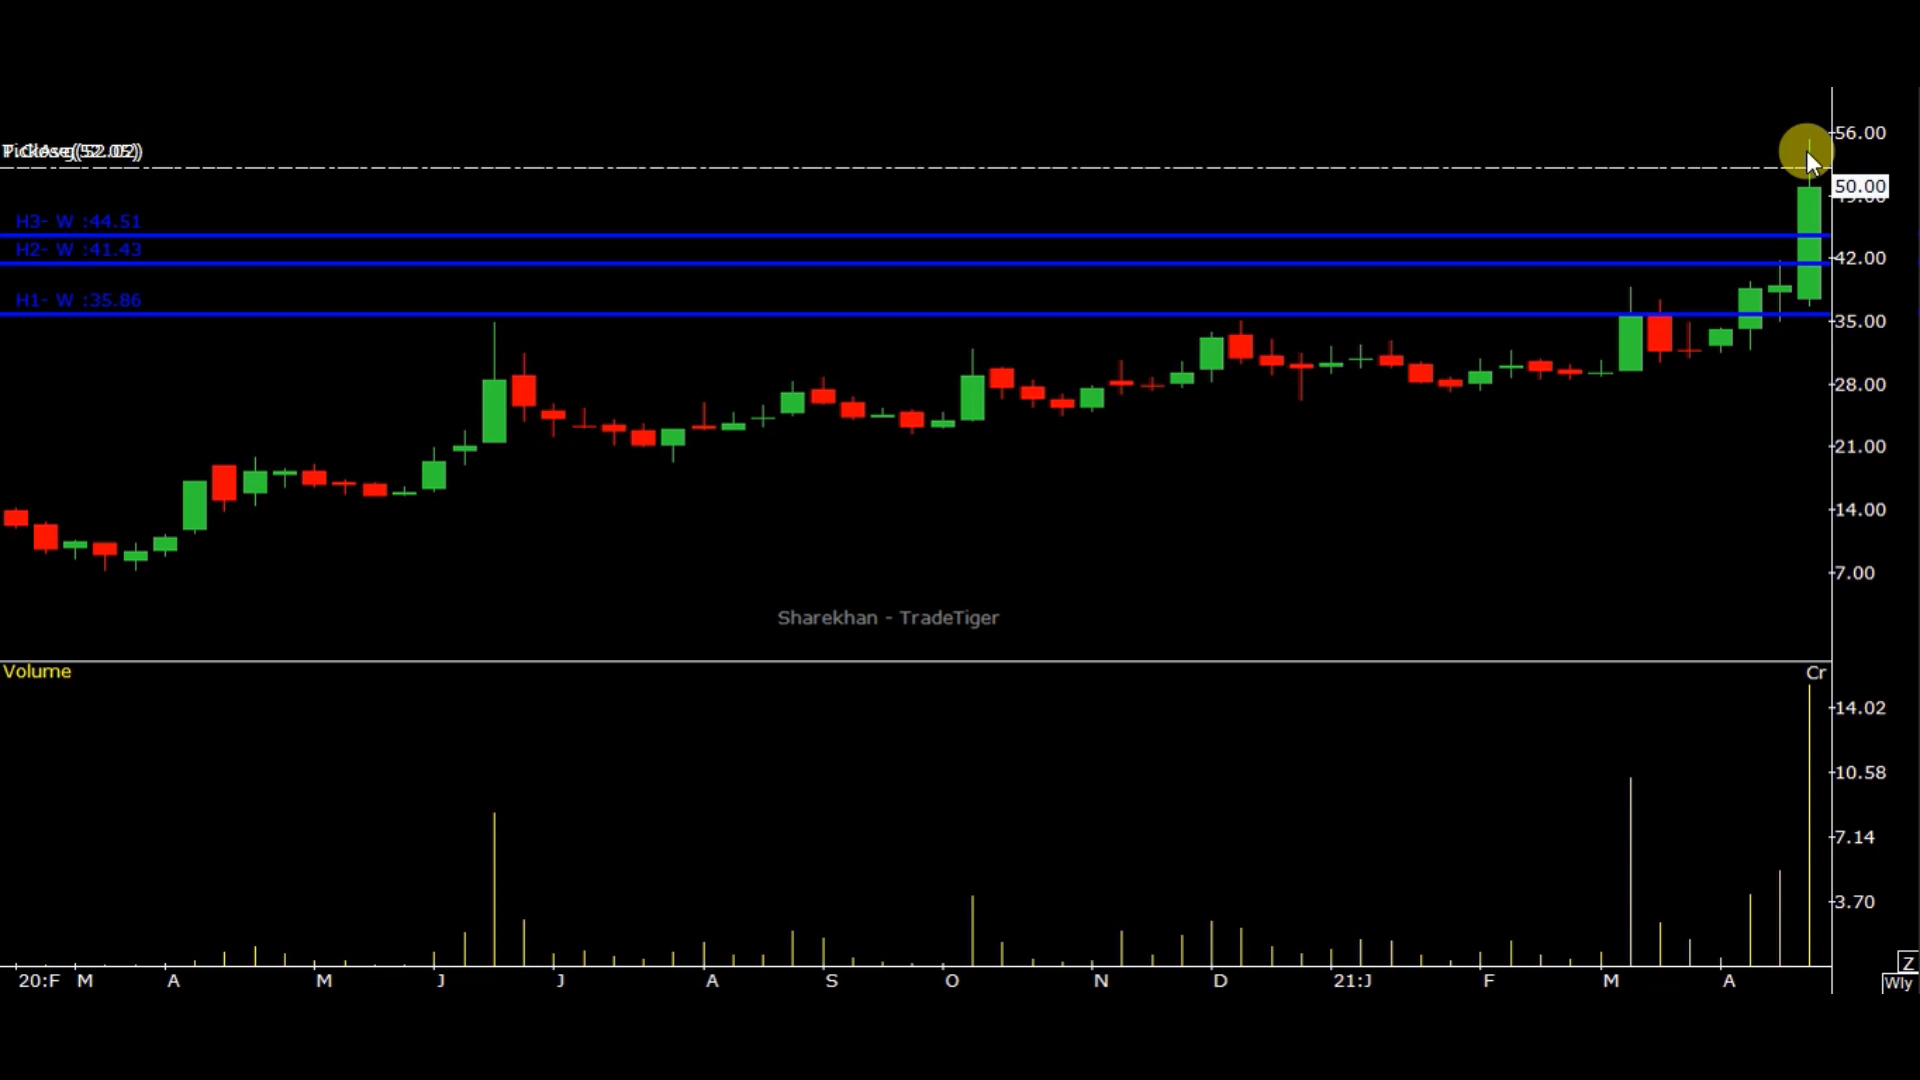 56.00
50.00
H3- W :44.51
H2- W :41.43
42.00
H1- W :35.86
35.00
28.00
21.00
14.00
7.00
Sharekhan - TradeTiger
Volume
Cr
14.02
10.58
7.14
3.70
20:F M A M J J A S O N D 21:J F M A
Z
Wly